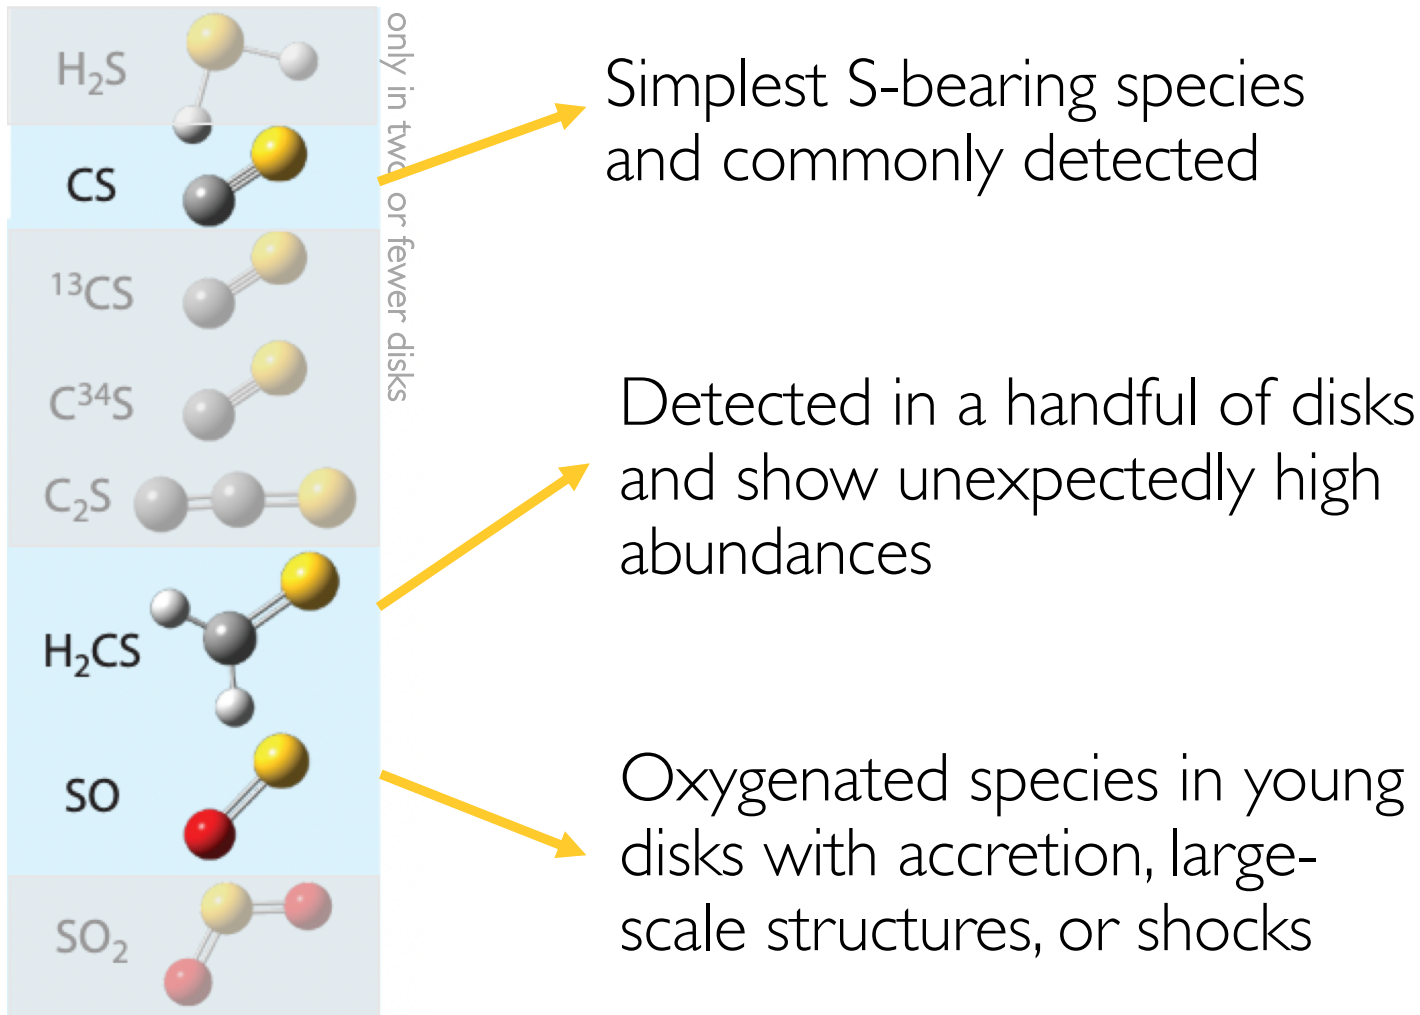 H₂S
only in two or fewer disks
CS
¹³CS
C³⁴S
C₂S
H₂CS
SO
SO₂
Simplest S-bearing species
and commonly detected
Detected in a handful of disks
and show unexpectedly high
abundances
Oxygenated species in young
disks with accretion, large-
scale structures, or shocks